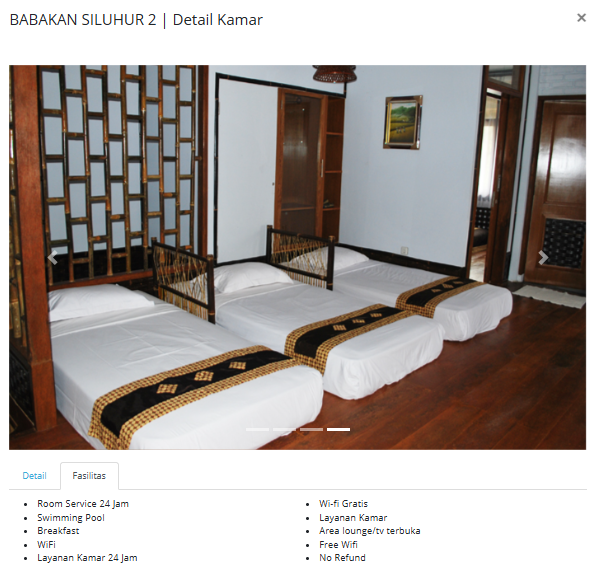 BABAKAN SILUHUR 2 | Detail Kamar
×
Detail
Fasilitas
Room Service 24 Jam
Swimming Pool
Breakfast
WiFi
Layanan Kamar 24 Jam
Wi-fi Gratis
Layanan Kamar
Area lounge/tv terbuka
Free Wifi
No Refund